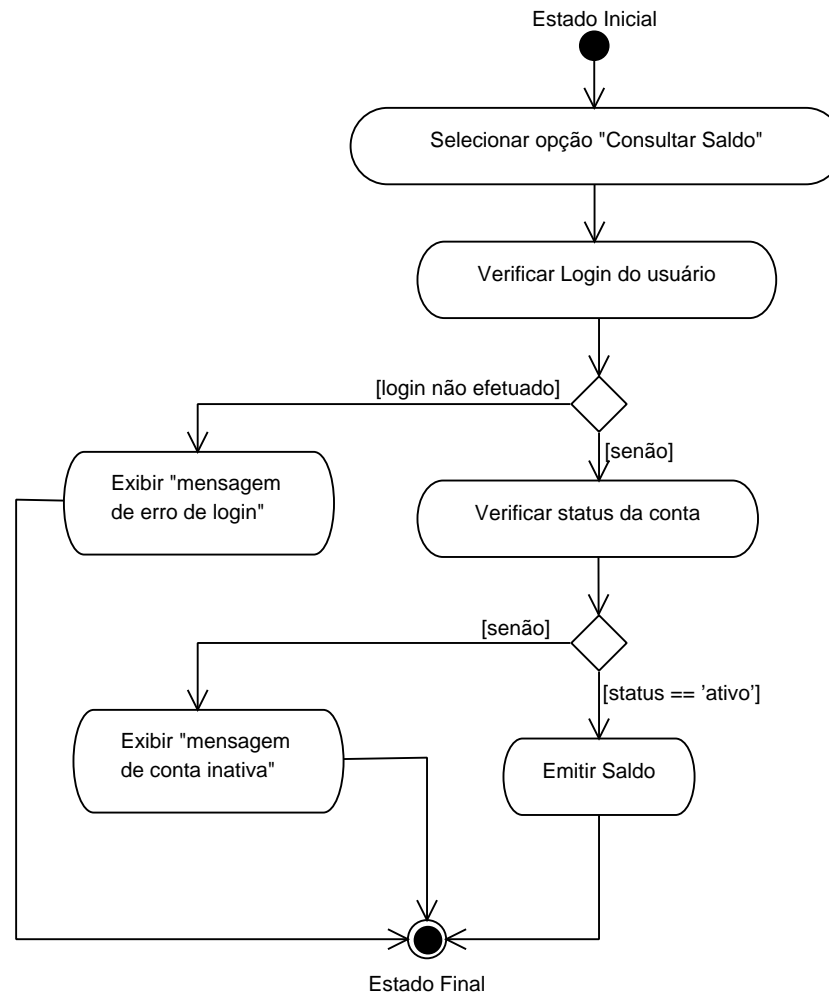 Estado Inicial
Selecionar opção "Consultar Saldo"
Verificar Login do usuário
[login não efetuado]
[senão]
Exibir "mensagem
de erro de login"
Verificar status da conta
[senão]
[status == 'ativo']
Exibir "mensagem
de conta inativa"
Emitir Saldo
Estado Final